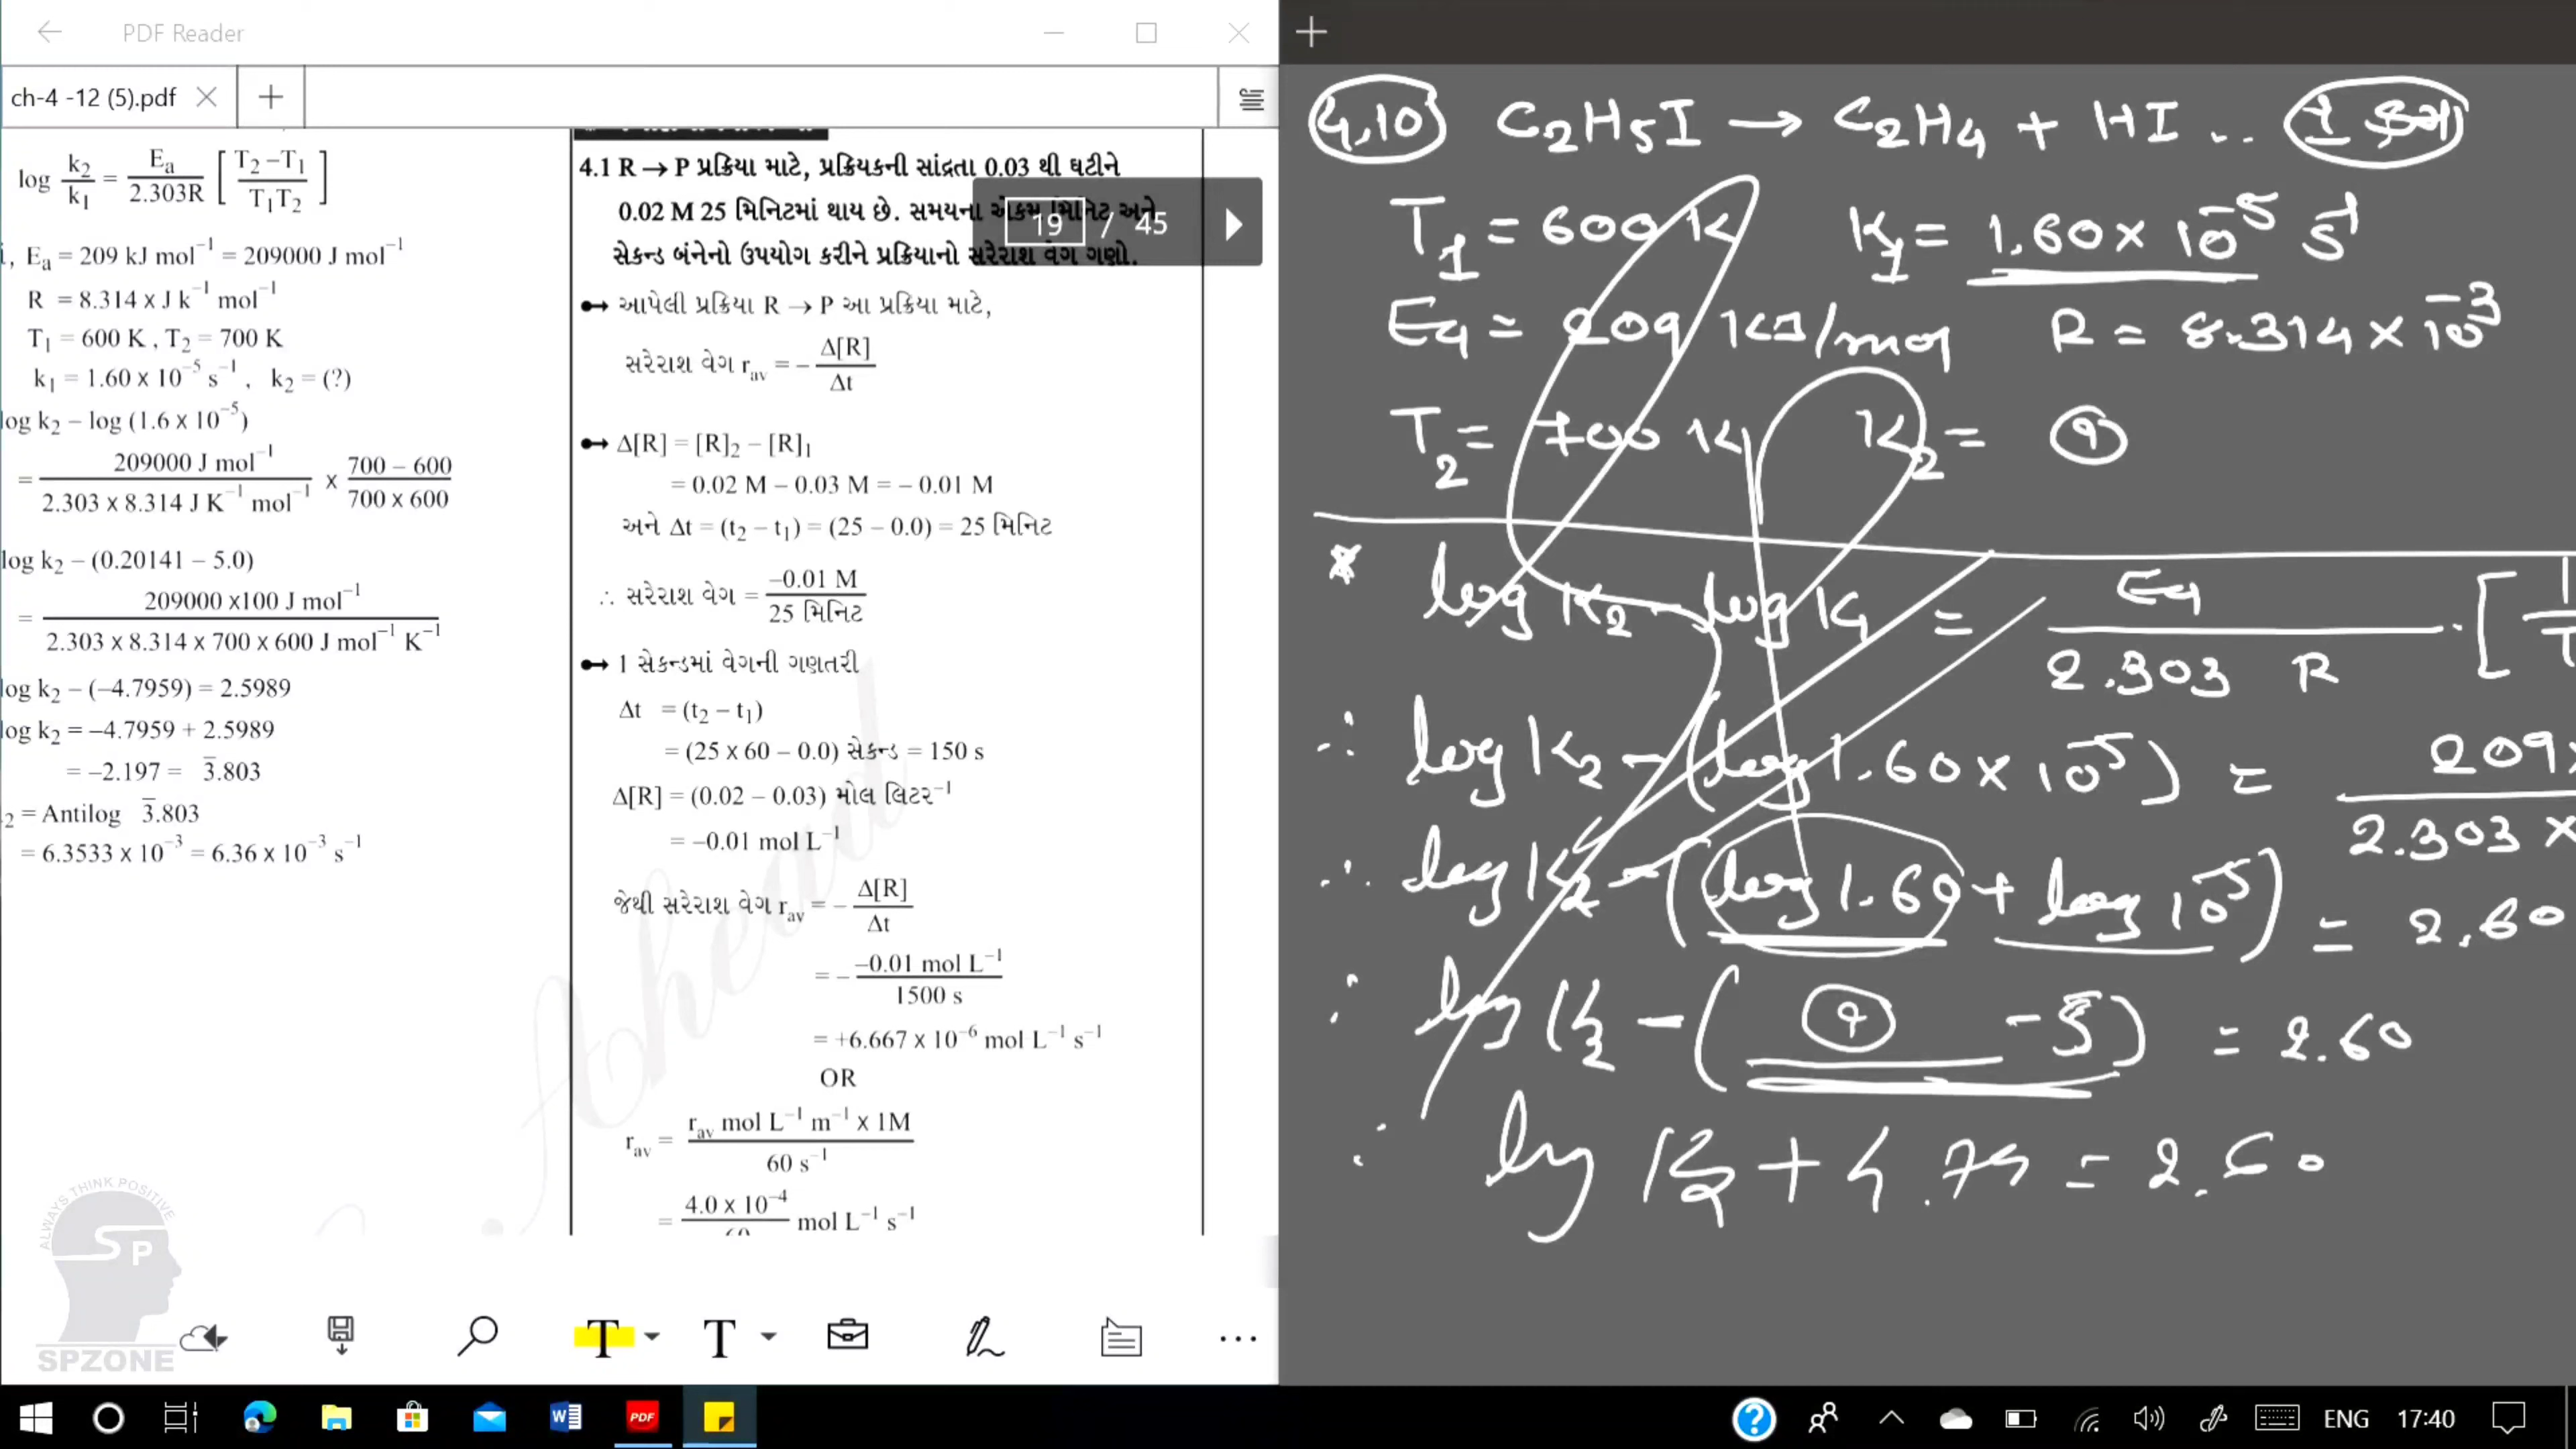 PDF Reader
ch-4 -12 (5).pdf
19 / 45
log k2/k1 = Ea/2.303R [T2 – T1/T1T2]
, Ea = 209 kJ mol⁻¹ = 209000 J mol⁻¹
R = 8.314 x J k⁻¹ mol⁻¹
T1 = 600 K , T2 = 700 K
k1 = 1.60 x 10⁻⁵ s⁻¹ , k2 = (?)
log k2 – log (1.6 x 10⁻⁵)
= 209000 J mol⁻¹ / 2.303 x 8.314 J K⁻¹ mol⁻¹ x 700 – 600 / 700 x 600
log k2 – (0.20141 – 5.0)
= 209000 x100 J mol⁻¹ / 2.303 x 8.314 x 700 x 600 J mol⁻¹ K⁻¹
log k2 – (–4.7959) = 2.5989
log k2 = –4.7959 + 2.5989
= –2.197 = 3̅.803
2 = Antilog 3̅.803
= 6.3533 x 10⁻³ = 6.36 x 10⁻³ s⁻¹
4.1 R → P પ્રક્રિયા માટે, પ્રક્રિયકની સાંદ્રતા 0.03 થી ઘટીને
0.02 M 25 મિનિટમાં થાય છે. સમયના એકમ મિનિટ અને
સેકન્ડ બંનેનો ઉપયોગ કરીને પ્રક્રિયાનો સરેરાશ વેગ ગણો.
આપેલી પ્રક્રિયા R → P આ પ્રક્રિયા માટે,
સરેરાશ વેગ rav = – Δ[R]/Δt
Δ[R] = [R]2 – [R]1
= 0.02 M – 0.03 M = – 0.01 M
અને Δt = (t2 – t1) = (25 – 0.0) = 25 મિનિટ
∴ સરેરાશ વેગ = –0.01 M / 25 મિનિટ
1 સેકન્ડમાં વેગની ગણતરી
Δt = (t2 – t1)
= (25 x 60 – 0.0) સેકન્ડ = 150 s
Δ[R] = (0.02 – 0.03) મોલ લિટર⁻¹
= –0.01 mol L⁻¹
જેથી સરેરાશ વેગ rav = – Δ[R]/Δt
= – –0.01 mol L⁻¹ / 1500 s
= +6.667 x 10⁻⁶ mol L⁻¹ s⁻¹
OR
rav = rav mol L⁻¹ m⁻¹ x 1M / 60 s⁻¹
= 4.0 x 10⁻⁴ / 60 mol L⁻¹ s⁻¹
Ahead
4.10 C2H5I → C2H4 + HI ..
T1 = 600 K K1 = 1.60 x 10⁻⁵ s⁻¹
Ea = 209 KJ/mol R = 8.314 x 10⁻³
T2 = 700 K K2 = ?
* log K2 – log K1 = Ea / 2.303 R . [1/T
∴ log K2 – (log 1.60 x 10⁻⁵) = 209x / 2.303 x
∴ log K2 – (log 1.60 + log 10⁻⁵) = 2.60
∴ log K2 – (? – 5) = 2.60
∴ log K2 + 4.79 = 2.60
ALWAYS THINK POSITIVE
SP
SPZONE
ENG 17:40